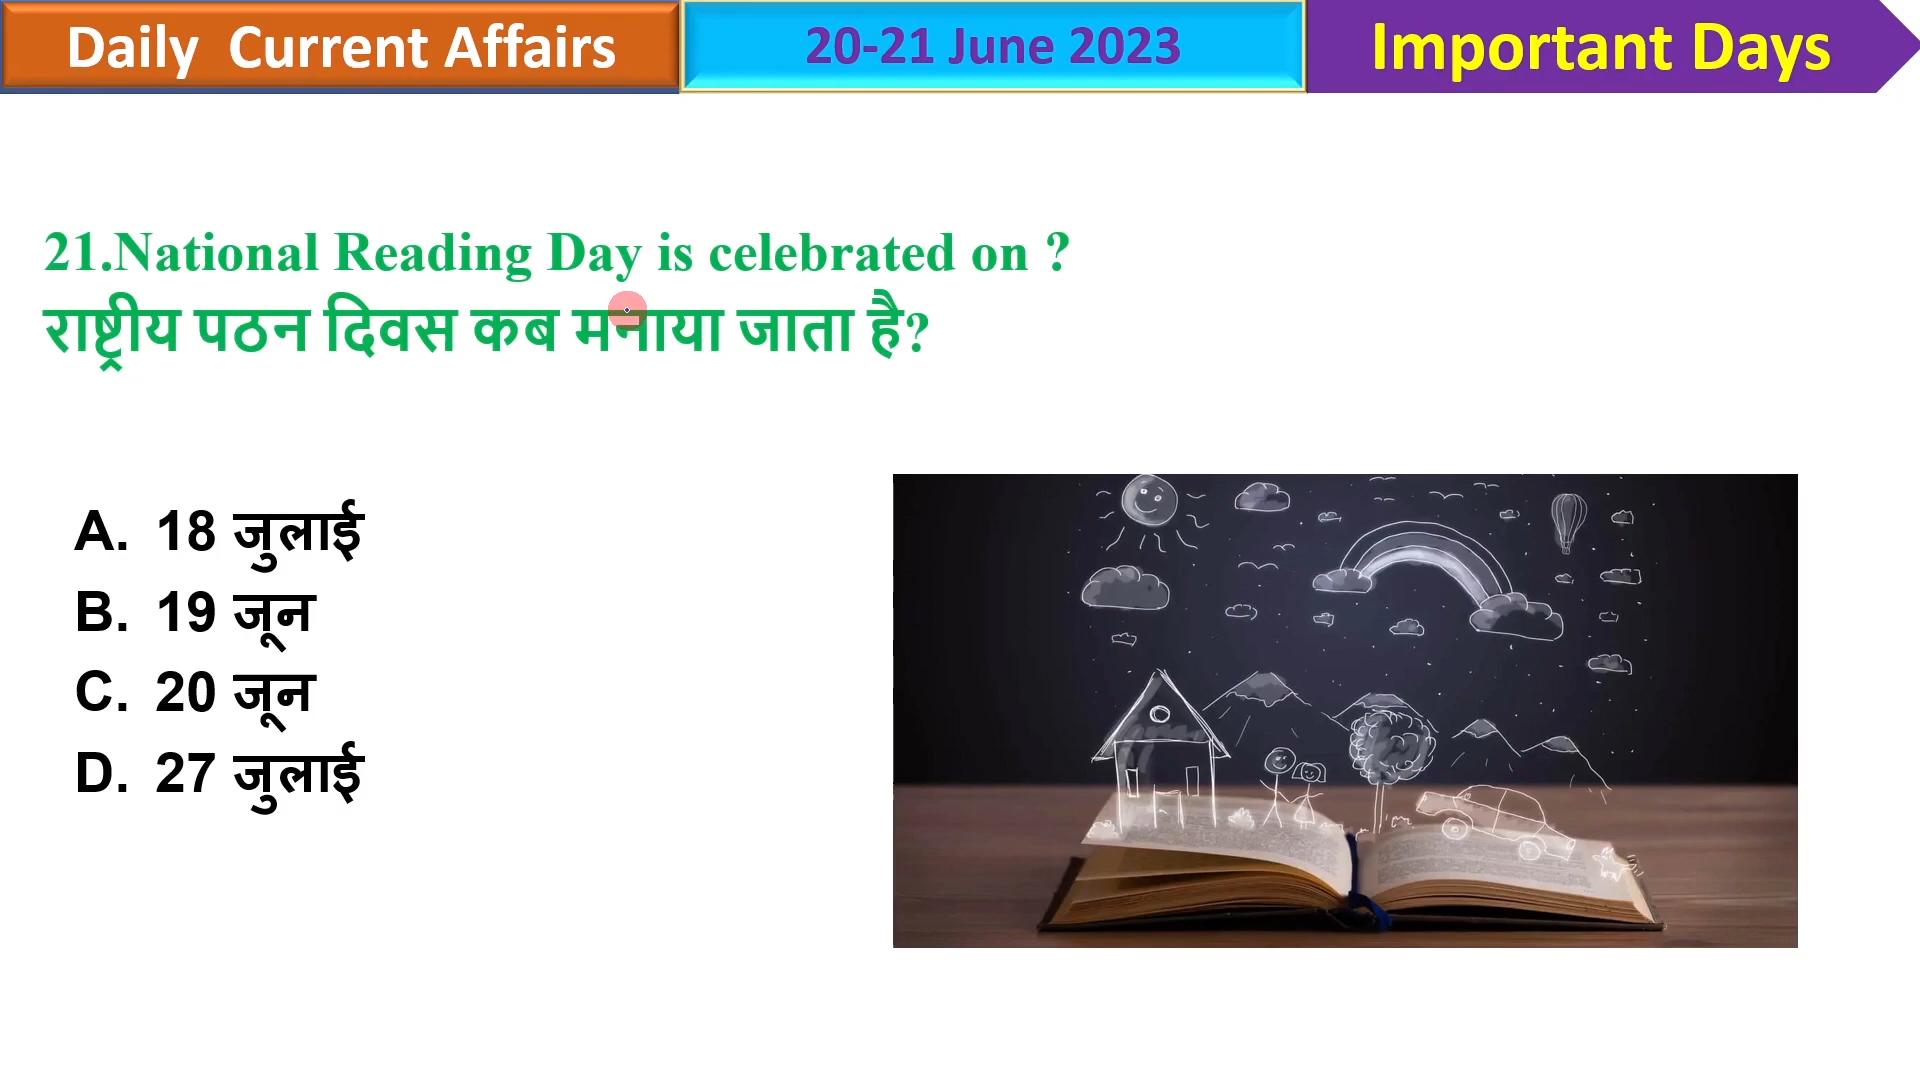 Daily Current Affairs
20-21 June 2023
Important Days
21.National Reading Day is celebrated on ?
राष्ट्रीय पठन दिवस कब मनाया जाता है?
A. 18 जुलाई
B. 19 जून
C. 20 जून
D. 27 जुलाई